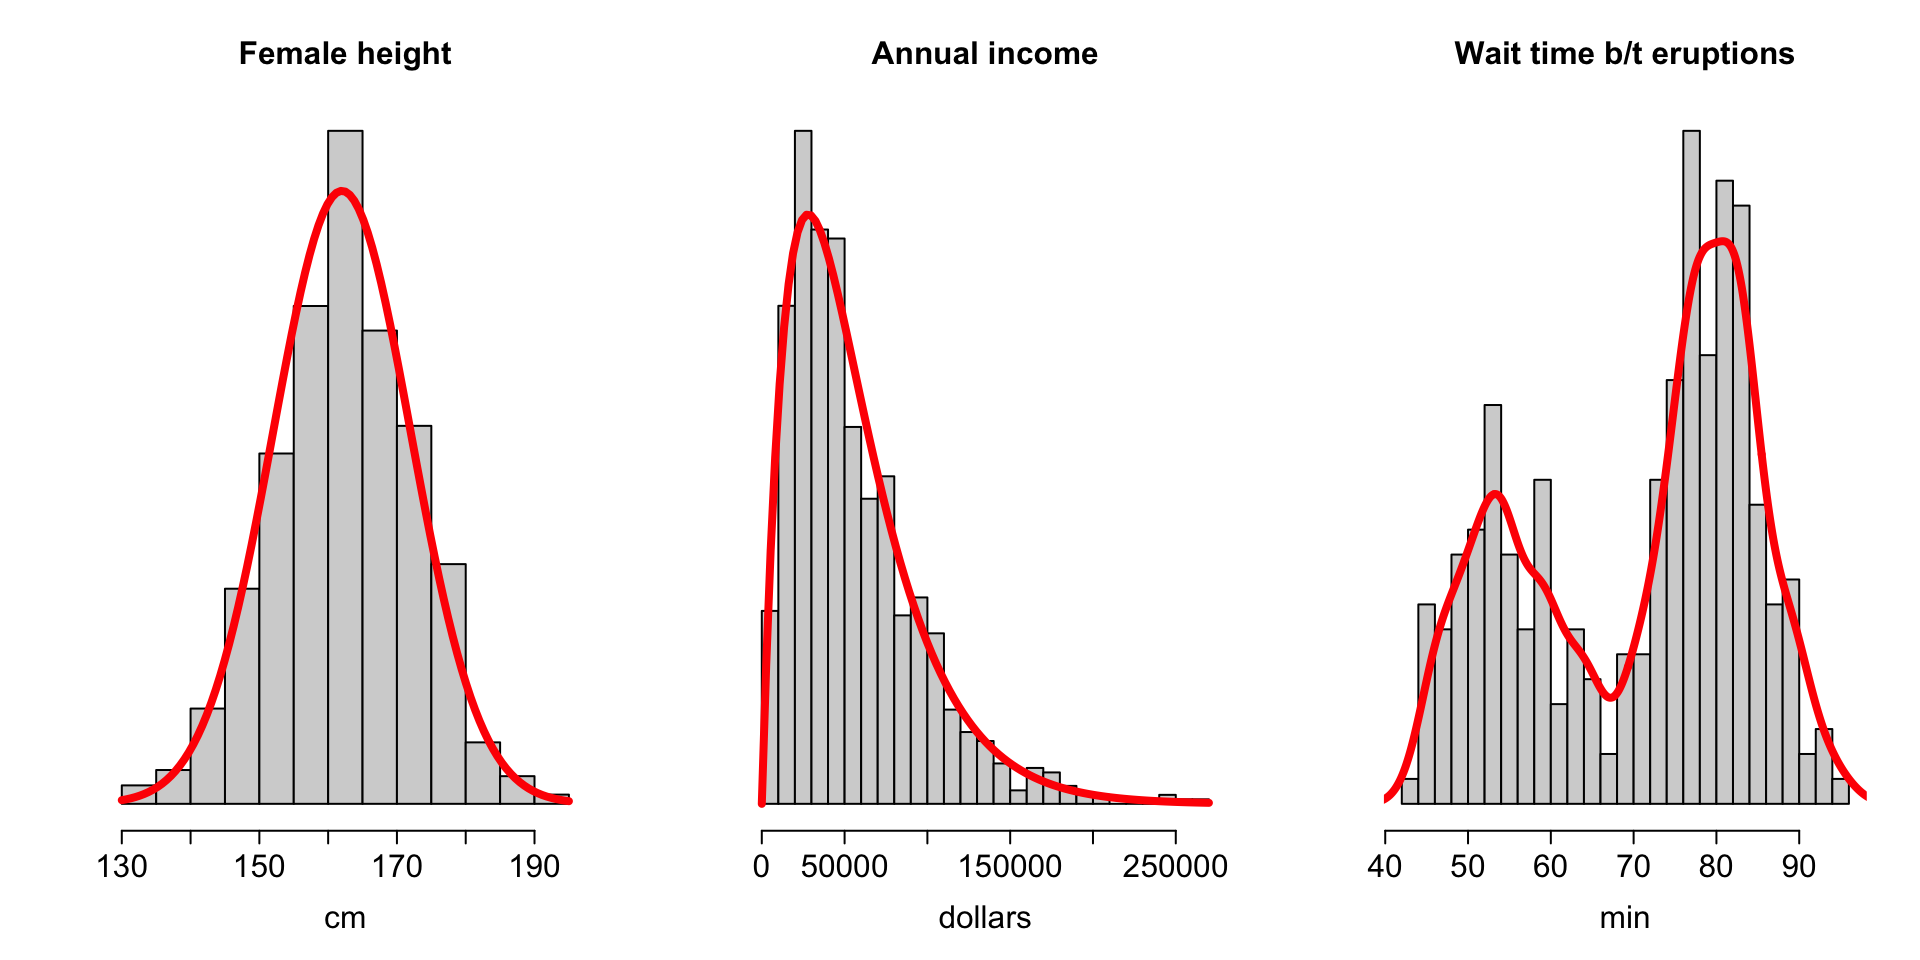 Female height
130 150 170 190
cm
Annual income
0 50000 150000 250000
dollars
Wait time b/t eruptions
40 50 60 70 80 90
min